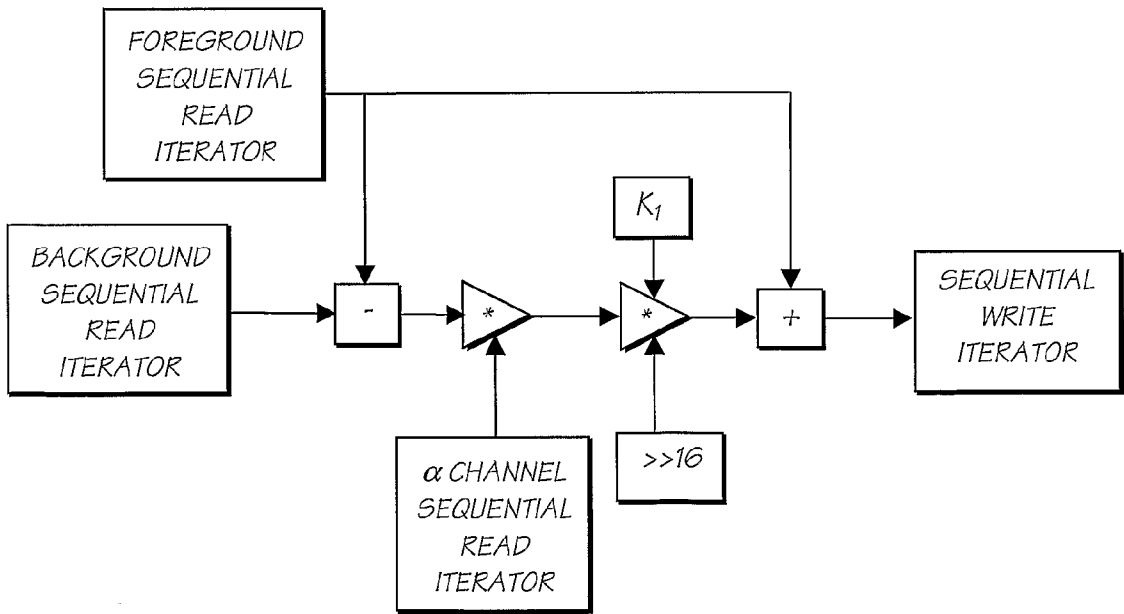 FOREGROUND
SEQUENTIAL
READ
ITERATOR
K₁
BACKGROUND
SEQUENTIAL
READ
ITERATOR
-
*
*
+
SEQUENTIAL
WRITE
ITERATOR
α CHANNEL
SEQUENTIAL
READ
ITERATOR
>>16